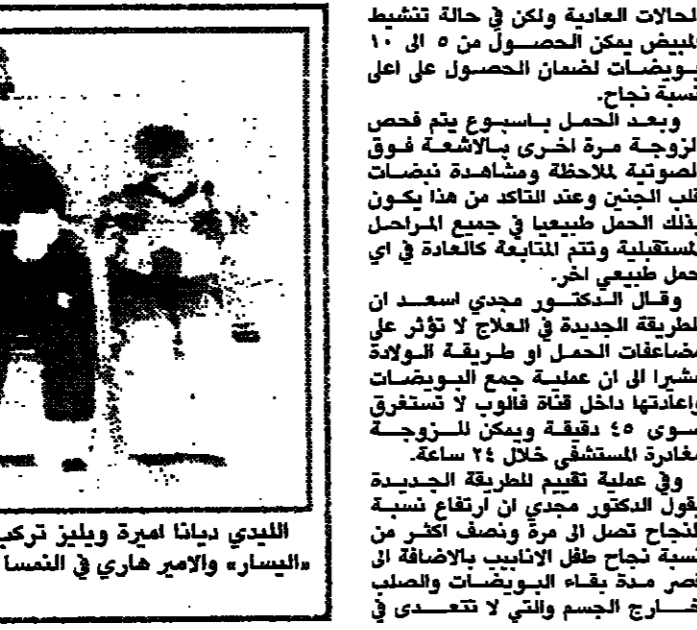 الحالات العادية ولكن في حالة تنشيط
المبيض يمكن الحصول من ٥ الى ١٠
بويضات لضمان الحصول على اعلى
نسبة نجاح.
وبعد الحمل باسبوع يتم فحص
الزوجة مرة اخرى بالاشعة فوق
الصوتية لملاحظة ومشاهدة نبضات
قلب الجنين وعند التاكد من هذا يكون
بذلك الحمل طبيعيا في جميع المراحل
المستقبلية وتتم المتابعة كالعادة في اي
حمل طبيعي اخر.
وقال الدكتور مجدي اسعد ان
الطريقة الجديدة في العلاج لا تؤثر على
مضاعفات الحمل او طريقة الولادة
مشيرا الى ان عملية جمع البويضات
واعادتها داخل قناة فالوب لا تستغرق
سوى ٤٥ دقيقة ويمكن للزوجة
مغادرة المستشفى خلال ٢٤ ساعة.
وفي عملية تقييم للطريقة الجديدة
يقول الدكتور مجدي ان ارتفاع نسبة
النجاح تصل الى مرة ونصف اكثر من
نسبة نجاح طفل الانابيب بالاضافة الى
قصر مدة بقاء البويضات والصلب
خارج الجسم والتي لا تتعدى في
الليدي ديانا اميرة ويليز تركب
«اليسار» والامير هاري في النمسا